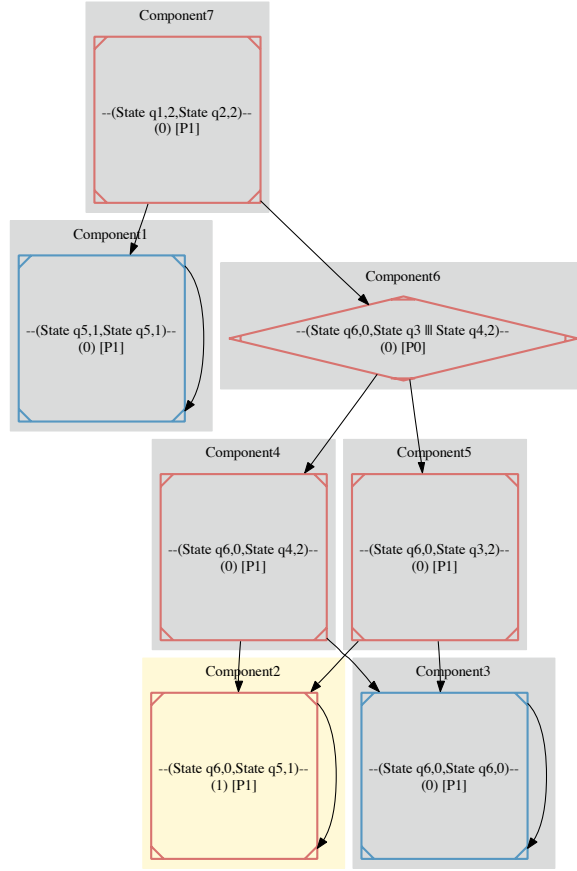 Component7
--(State q1,2,State q2,2)--
(0) [P1]
Component1
--(State q5,1,State q5,1)--
(0) [P1]
Component6
--(State q6,0,State q3 ||| State q4,2)--
(0) [P0]
Component4
--(State q6,0,State q4,2)--
(0) [P1]
Component5
--(State q6,0,State q3,2)--
(0) [P1]
Component2
--(State q6,0,State q5,1)--
(1) [P1]
Component3
--(State q6,0,State q6,0)--
(0) [P1]